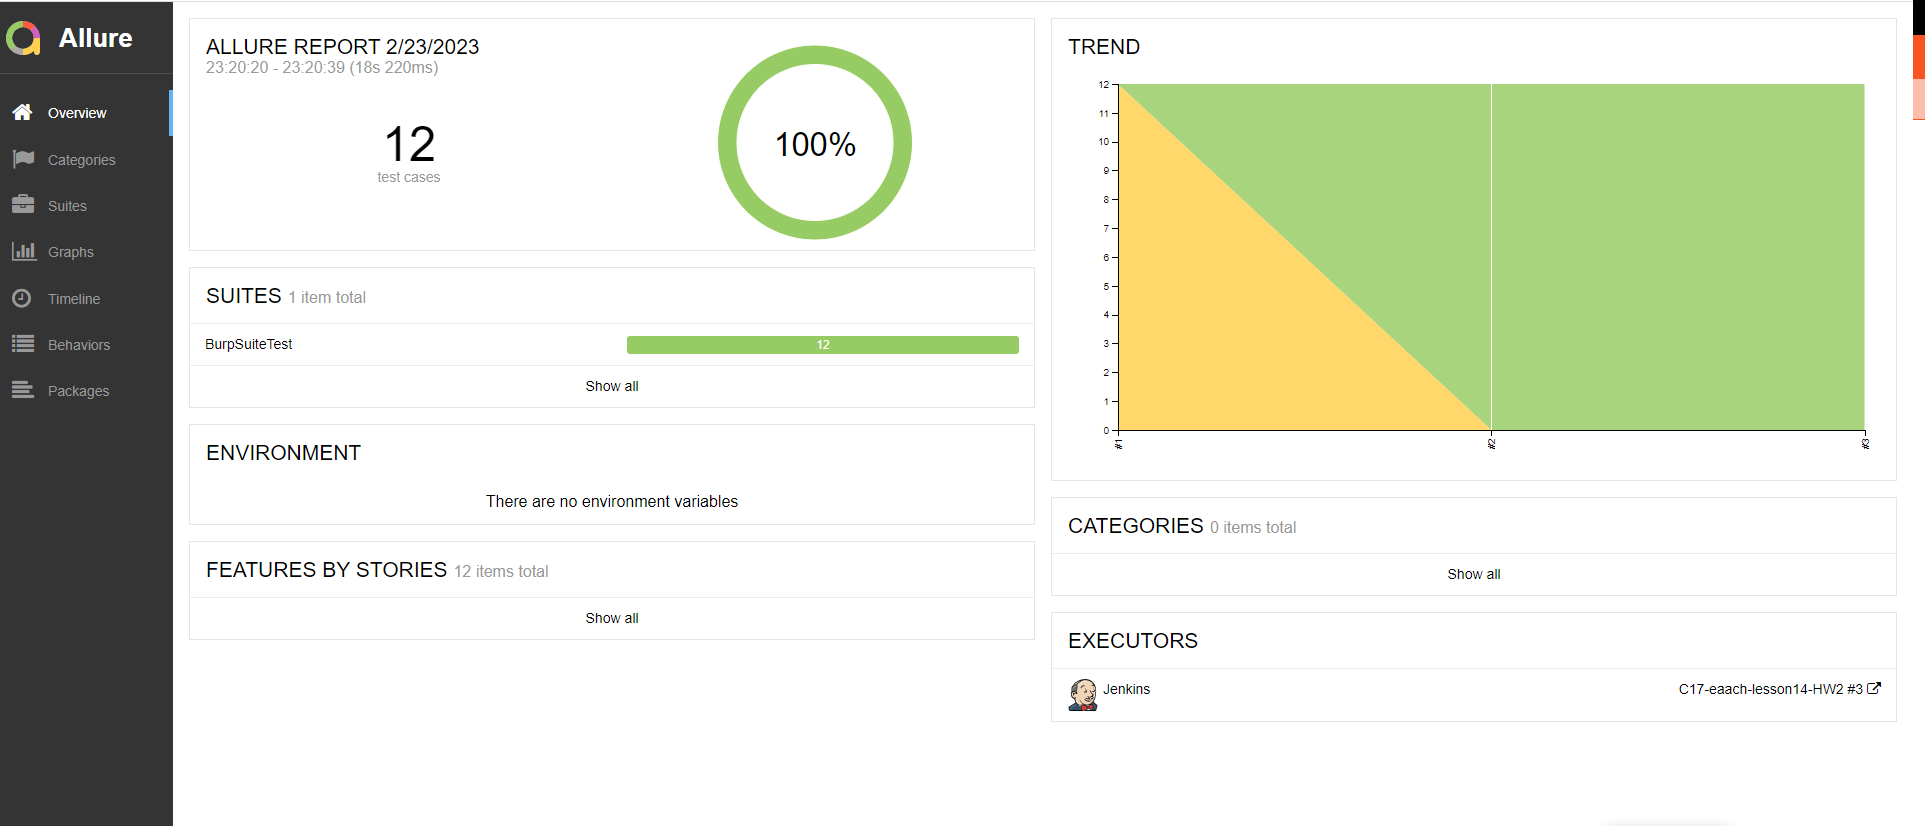 Allure
Overview
Categories
Suites
Graphs
Timeline
Behaviors
Packages
ALLURE REPORT 2/23/2023
23:20:20 - 23:20:39 (18s 220ms)
12
test cases
100%
SUITES 1 item total
BurpSuiteTest
12
Show all
ENVIRONMENT
There are no environment variables
FEATURES BY STORIES 12 items total
Show all
TREND
12
11
10
9
8
7
6
5
4
3
2
1
0
#1
#2
#3
CATEGORIES 0 items total
Show all
EXECUTORS
Jenkins
C17-eaach-lesson14-HW2 #3